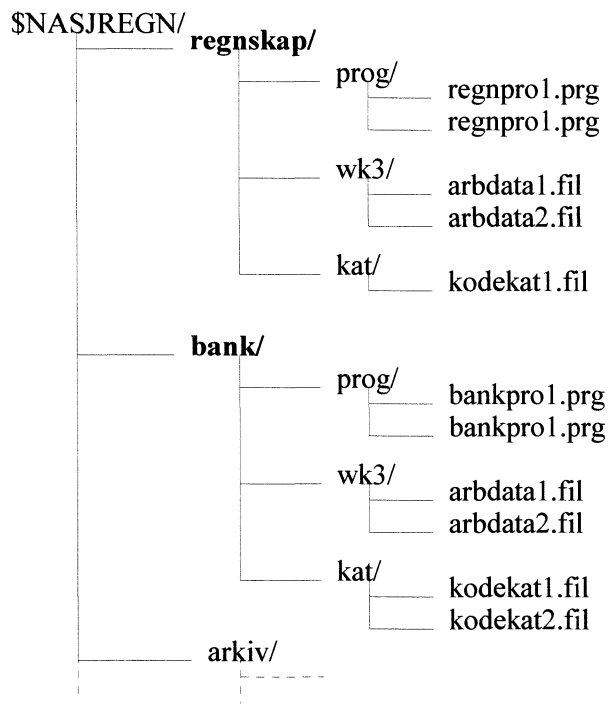 $NASJREGN/
regnskap/
prog/
regnpro1.prg
regnpro1.prg
wk3/
arbdata1.fil
arbdata2.fil
kat/
kodekat1.fil
bank/
prog/
bankpro1.prg
bankpro1.prg
wk3/
arbdata1.fil
arbdata2.fil
kat/
kodekat1.fil
kodekat2.fil
arkiv/